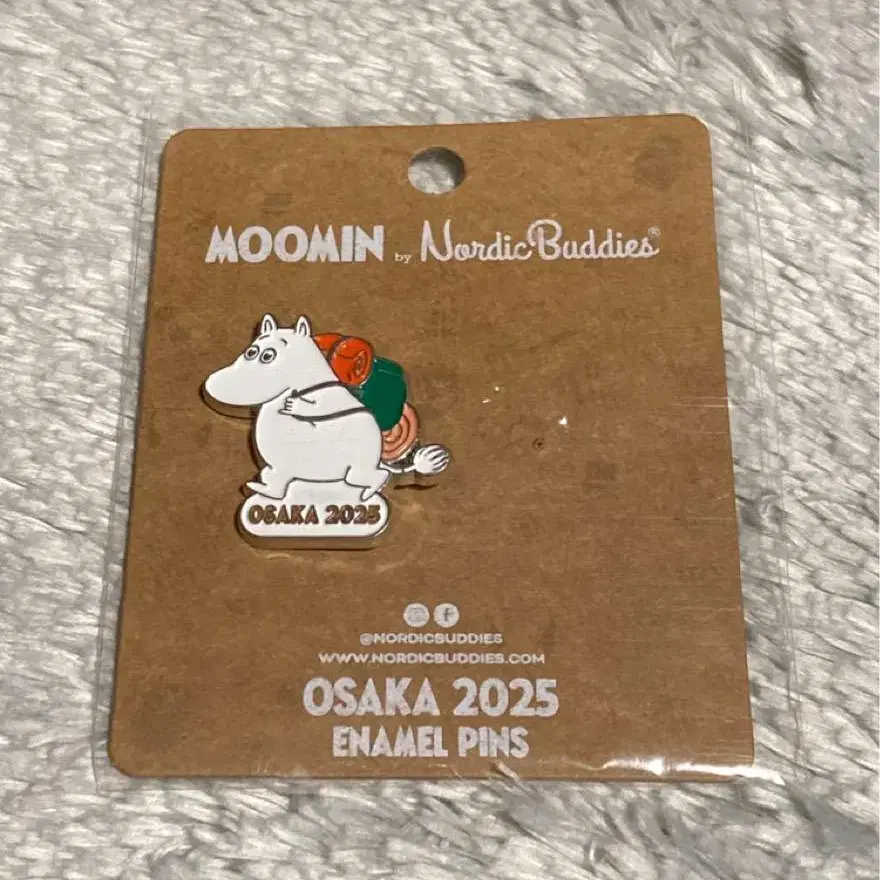 MOOMIN by NordicBuddies®
OSAKA 2025
@NORDICBUDDIES
WWW.NORDICBUDDIES.COM
OSAKA 2025
ENAMEL PINS